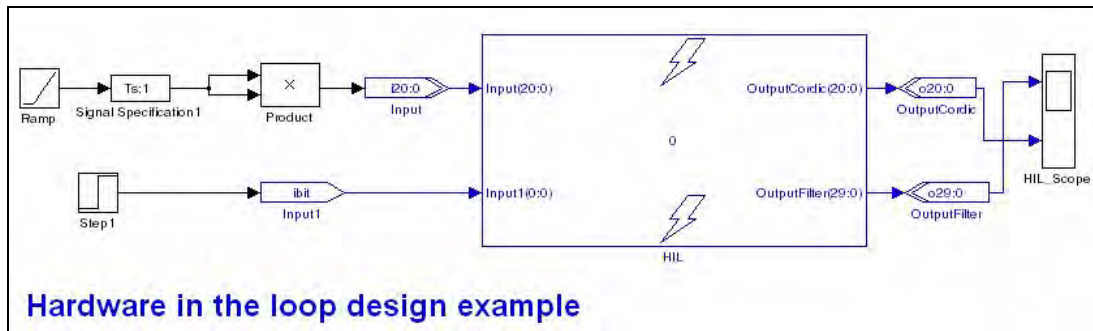 Ramp
Ts:1
Signal Specification1
×
Product
i20:0
Input
Step1
ibit
Input1
Input(20:0)
Input1(0:0)
0
OutputCordic(20:0)
OutputFilter(29:0)
HIL
o20:0
OutputCordic
o29:0
OutputFilter
HIL_Scope
Hardware in the loop design example